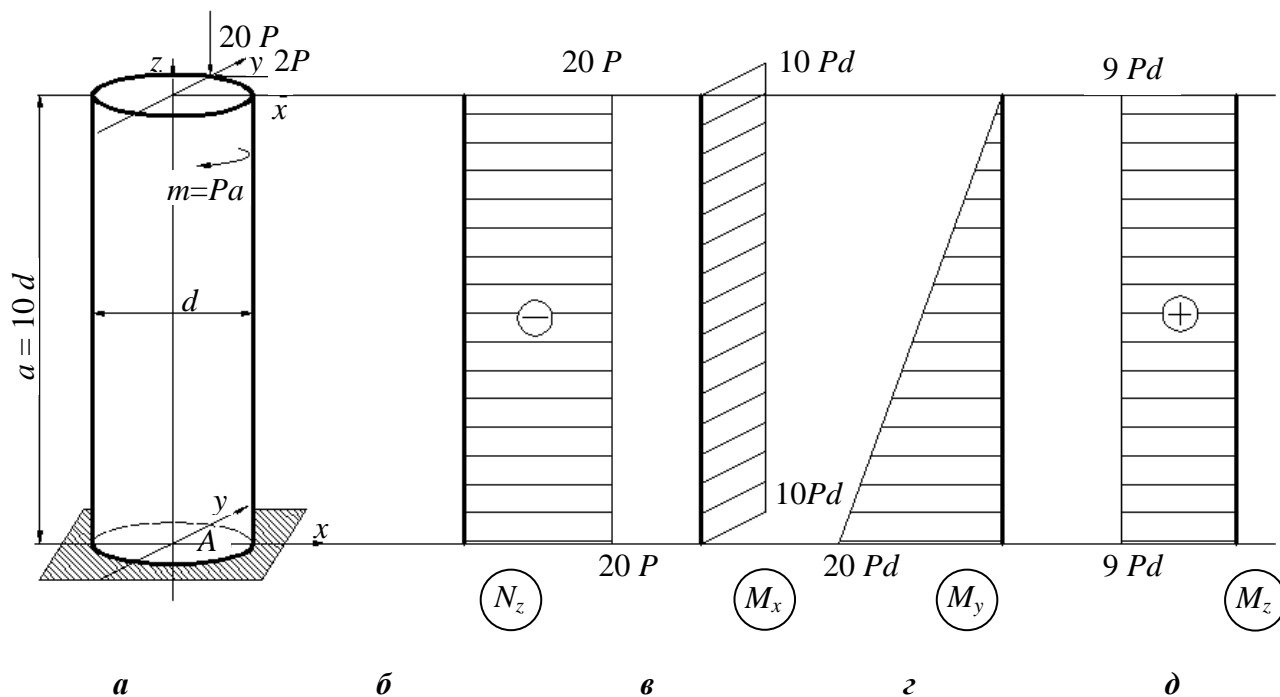 20 P
z
y
2P
x
m=Pa
a = 10 d
d
y
A
x
20 P
20 P
10 Pd
10Pd
20 Pd
9 Pd
9 Pd
N_z
M_x
M_y
M_z
а б в г д